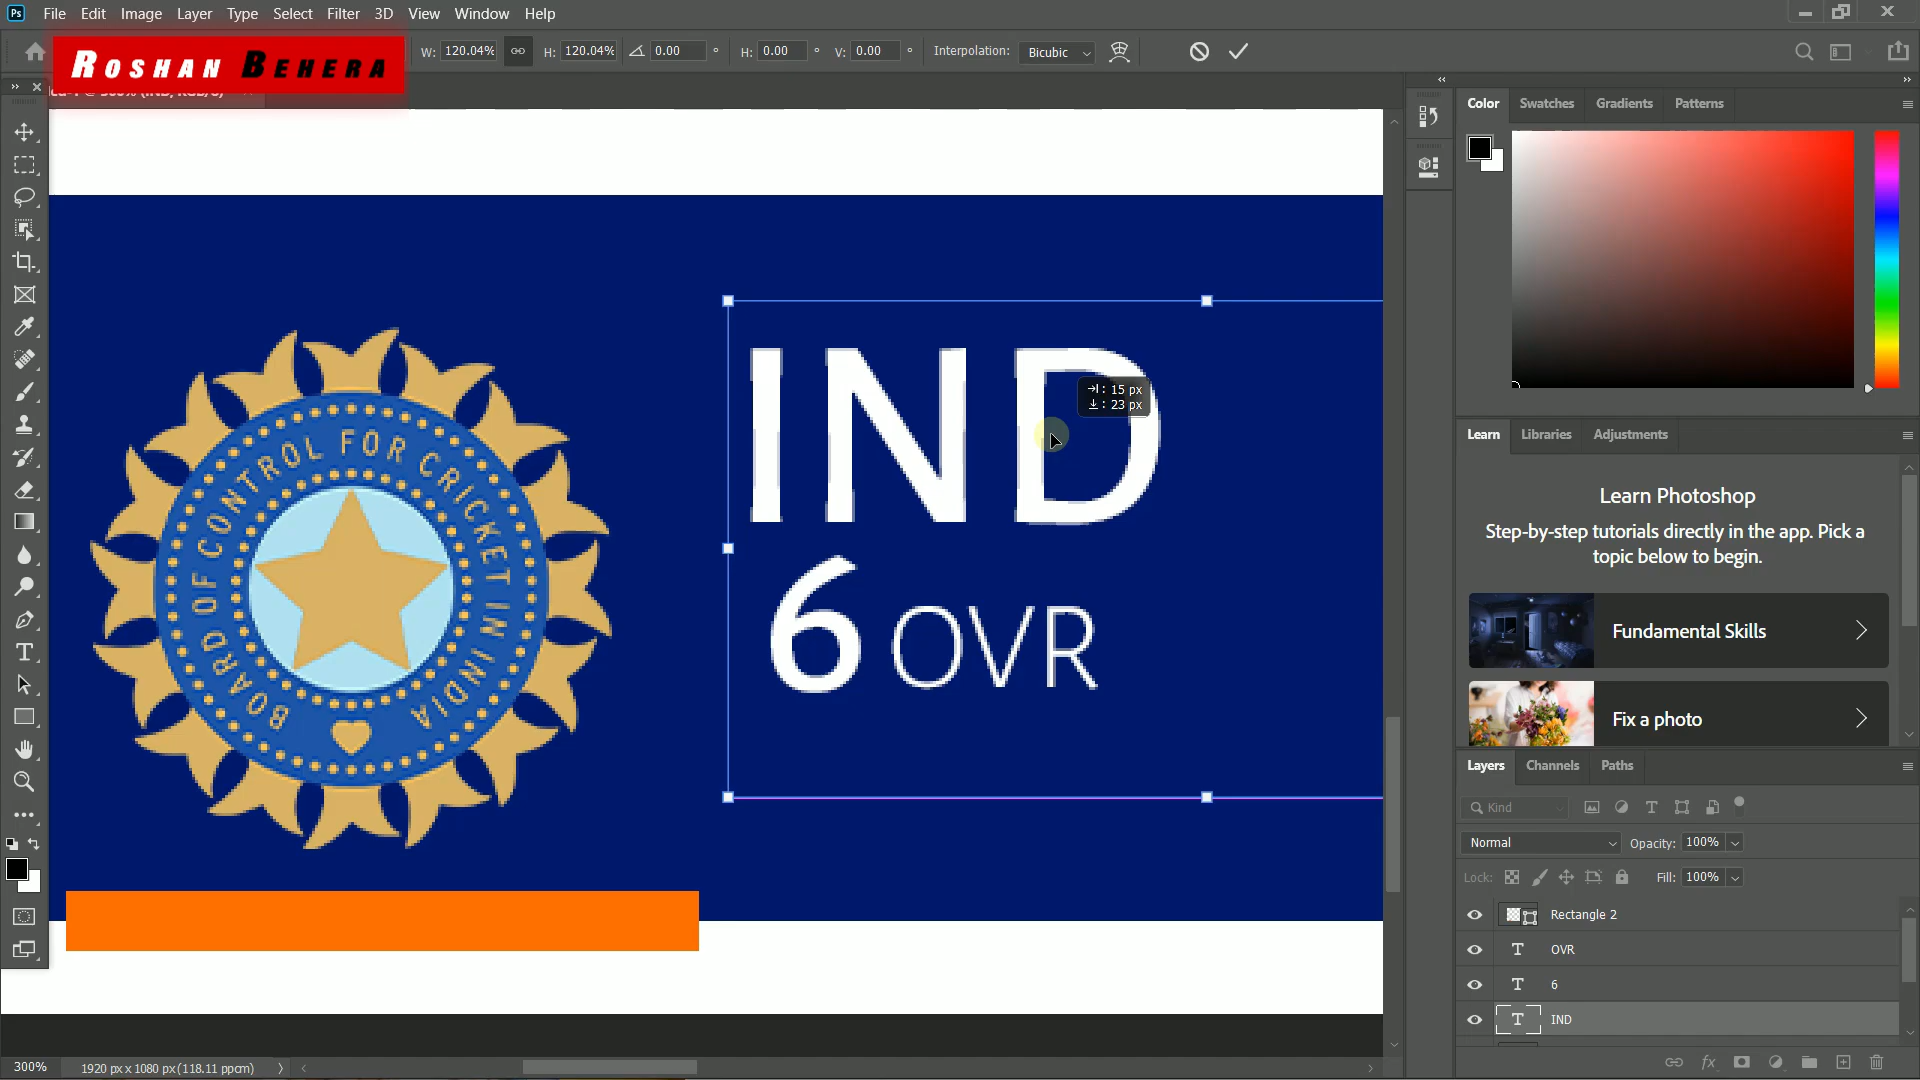 Ps File Edit Image Layer Type Select Filter 3D View Window Help
ROSHAN BEHERA
W: 120.04% H: 120.04% 0.00 ° H: 0.00 ° V: 0.00 ° Interpolation: Bicubic
Color Swatches Gradients Patterns
IND
: 15 px
: 23 px
6 OVR
BOARD OF CONTROL FOR CRICKET IN INDIA
Learn Libraries Adjustments
Learn Photoshop
Step-by-step tutorials directly in the app. Pick a
topic below to begin.
Fundamental Skills
Fix a photo
Layers Channels Paths
Kind
Normal Opacity: 100%
Lock: Fill: 100%
Rectangle 2
T OVR
T 6
T IND
fx
300% 1920 px x 1080 px (118.11 ppcm)